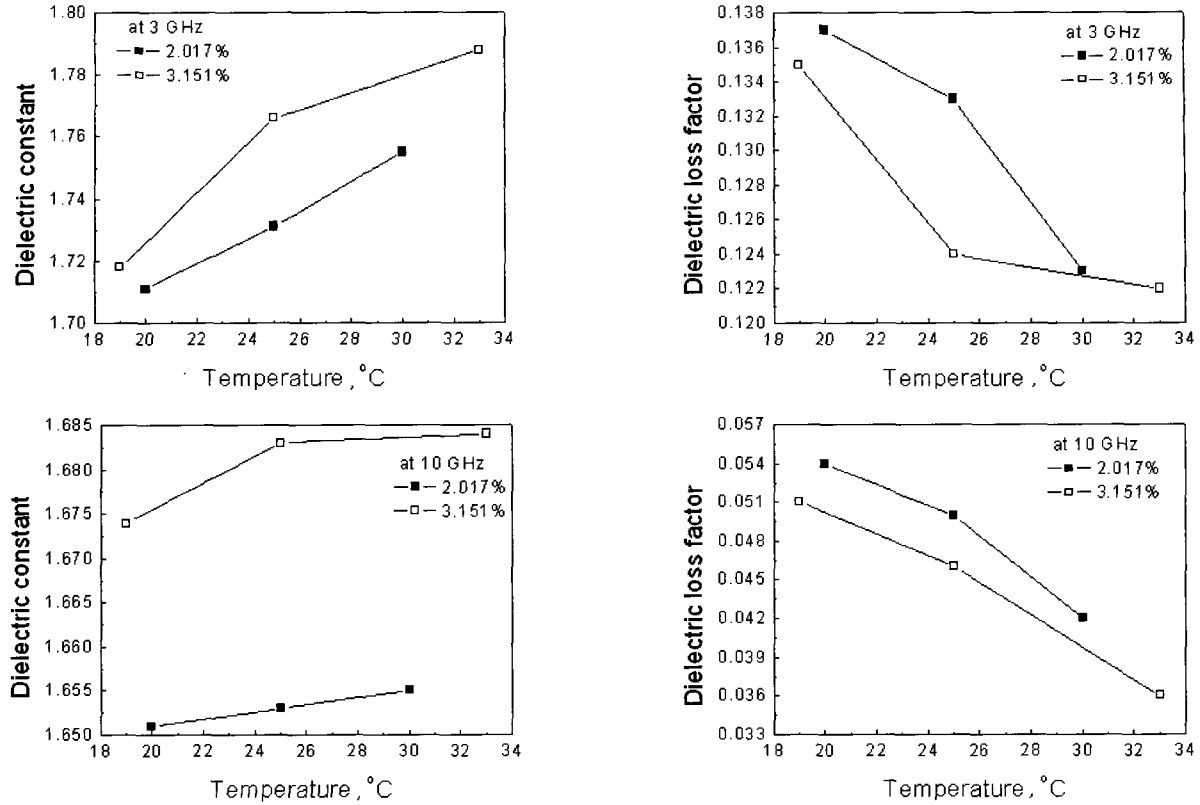 1.80
1.78
1.76
1.74
1.72
1.70
Dielectric constant
at 3 GHz
2.017%
3.151%
18 20 22 24 26 28 30 32 34
Temperature, °C
0.138
0.136
0.134
0.132
0.130
0.128
0.126
0.124
0.122
0.120
Dielectric loss factor
at 3 GHz
2.017%
3.151%
18 20 22 24 26 28 30 32 34
Temperature, °C
1.685
1.680
1.675
1.670
1.665
1.660
1.655
1.650
Dielectric constant
at 10 GHz
2.017%
3.151%
18 20 22 24 26 28 30 32 34
Temperature, °C
0.057
0.054
0.051
0.048
0.045
0.042
0.039
0.036
0.033
Dielectric loss factor
at 10 GHz
2.017%
3.151%
18 20 22 24 26 28 30 32 34
Temperature, °C